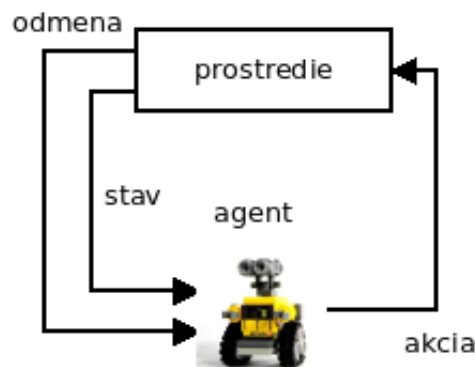 odmena
prostredie
stav
agent
akcia